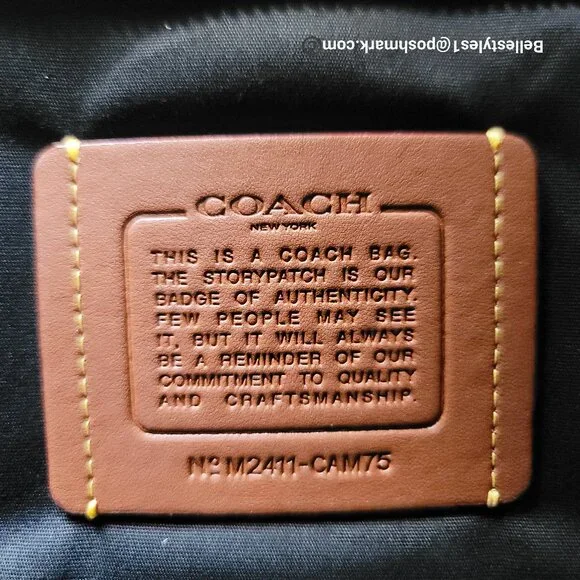 Bellestyles1@poshmark.com
COACH
NEW YORK
THIS IS A COACH BAG.
THE STORYPATCH IS OUR
BADGE OF AUTHENTICITY.
FEW PEOPLE MAY SEE
IT, BUT IT WILL ALWAYS
BE A REMINDER OF OUR
COMMITMENT TO QUALITY
AND CRAFTSMANSHIP.
Nº M2411-CAM75